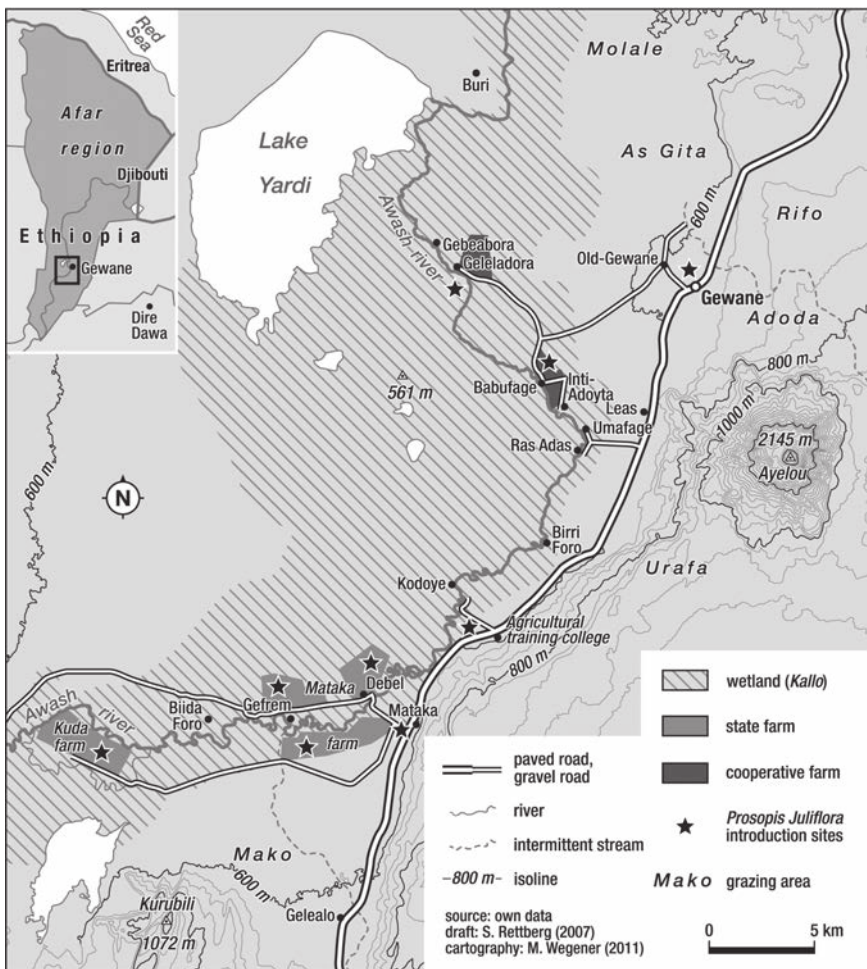 Red
Sea
Eritrea
Afar
region
Djibouti
Ethiopia
Gewane
Dire
Dawa
Molale
Buri
Lake
Yardi
As Gita
600 m
Rifo
Awash-river
Gebeabora
Geleladora
Old-Gewane
Gewane
Adoda
800 m
561 m
Babufage
Inti-
Adoyta
Leas
1000 m
Umafage
Ras Adas
2145 m
Ayelou
600 m
N
Birri
Foro
Urafa
Kodoye
Agricultural
training college
800 m
Mataka
Debel
Awash
river
Biida
Foro
Gefrem
Mataka
Kuda
farm
farm
Mako
600 m
Kurubili
1072 m
Gelealo
wetland (Kallo)
state farm
cooperative farm
Prosopis Juliflora
introduction sites
Mako grazing area
paved road,
gravel road
river
intermittent stream
800 m isoline
source: own data
draft: S. Rettberg (2007)
cartography: M. Wegener (2011)
0 5 km